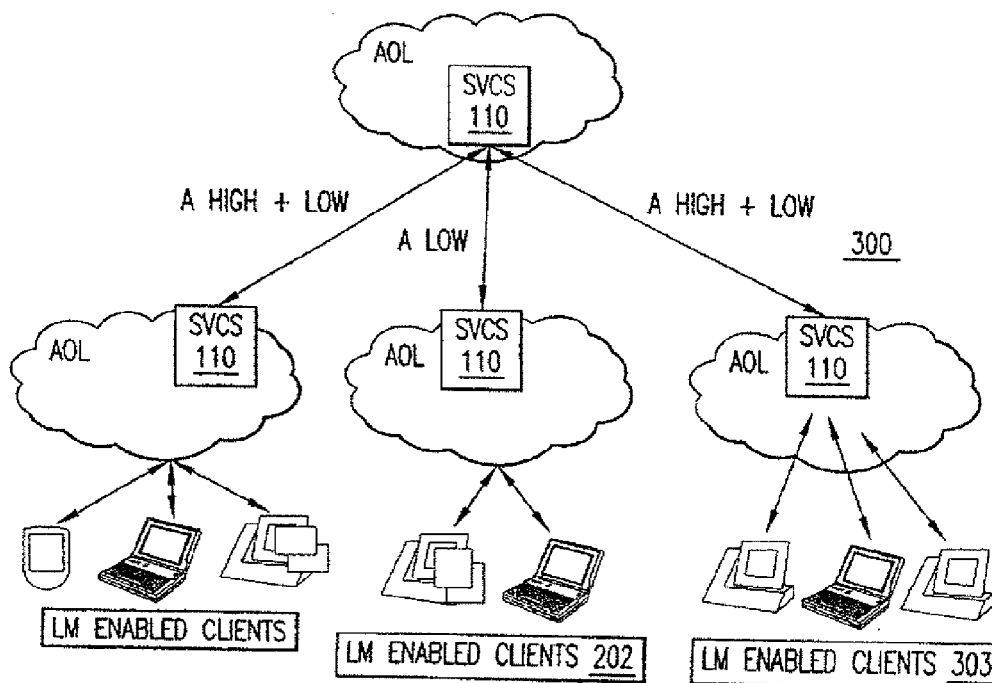 AOL
SVCS
110
A HIGH + LOW
A LOW
A HIGH + LOW
300
AOL
SVCS
110
AOL
SVCS
110
AOL
SVCS
110
LM ENABLED CLIENTS
LM ENABLED CLIENTS 202
LM ENABLED CLIENTS 303